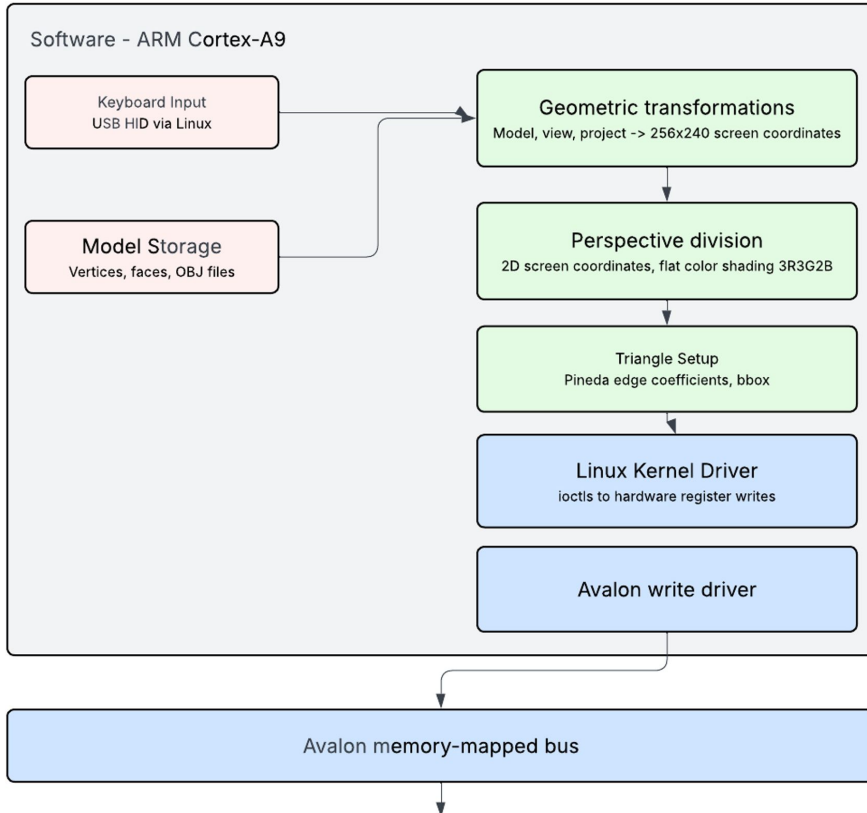 Software - ARM Cortex-A9
Keyboard Input
USB HID via Linux
Model Storage
Vertices, faces, OBJ files
Geometric transformations
Model, view, project -> 256x240 screen coordinates
Perspective division
2D screen coordinates, flat color shading 3R3G2B
Triangle Setup
Pineda edge coefficients, bbox
Linux Kernel Driver
ioctls to hardware register writes
Avalon write driver
Avalon memory-mapped bus